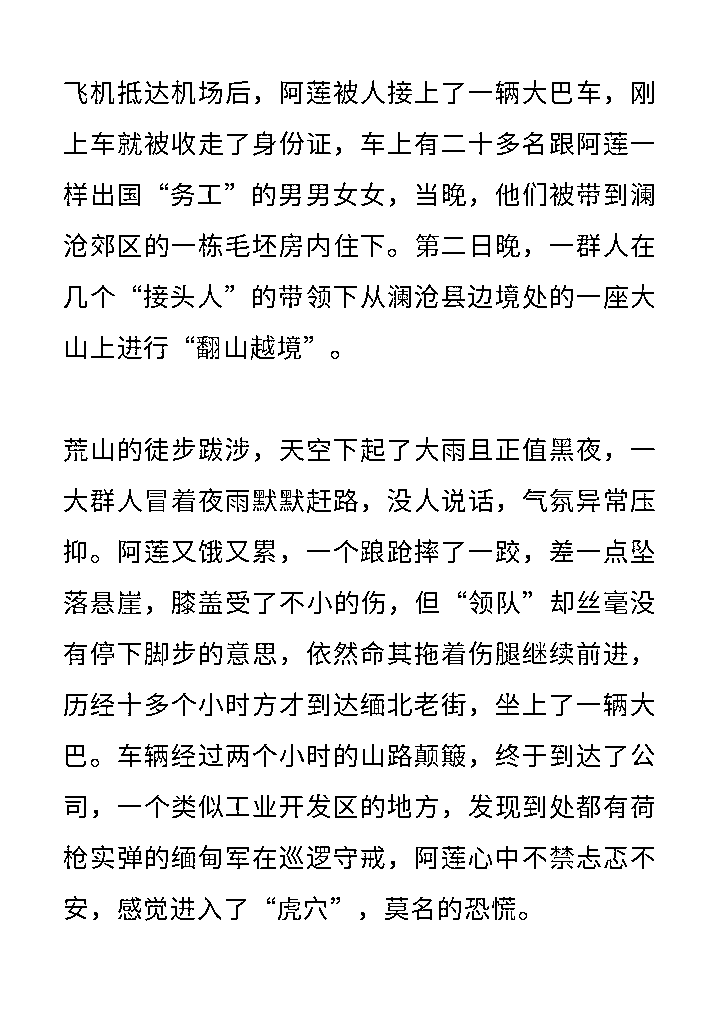 飞机抵达机场后，阿莲被人接上了一辆大巴车，刚
上车就被收走了身份证，车上有二十多名跟阿莲一
样出国“务工”的男男女女，当晚，他们被带到澜
沧郊区的一栋毛坯房内住下。第二日晚，一群人在
几个“接头人”的带领下从澜沧县边境处的一座大
山上进行“翻山越境”。
荒山的徒步跋涉，天空下起了大雨且正值黑夜，一
大群人冒着夜雨默默赶路，没人说话，气氛异常压
抑。阿莲又饿又累，一个踉跄摔了一跤，差一点坠
落悬崖，膝盖受了不小的伤，但“领队”却丝毫没
有停下脚步的意思，依然命其拖着伤腿继续前进，
历经十多个小时方才到达缅北老街，坐上了一辆大
巴。车辆经过两个小时的山路颠簸，终于到达了公
司，一个类似工业开发区的地方，发现到处都有荷
枪实弹的缅甸军在巡逻守戒，阿莲心中不禁忐忑不
安，感觉进入了“虎穴”，莫名的恐慌。